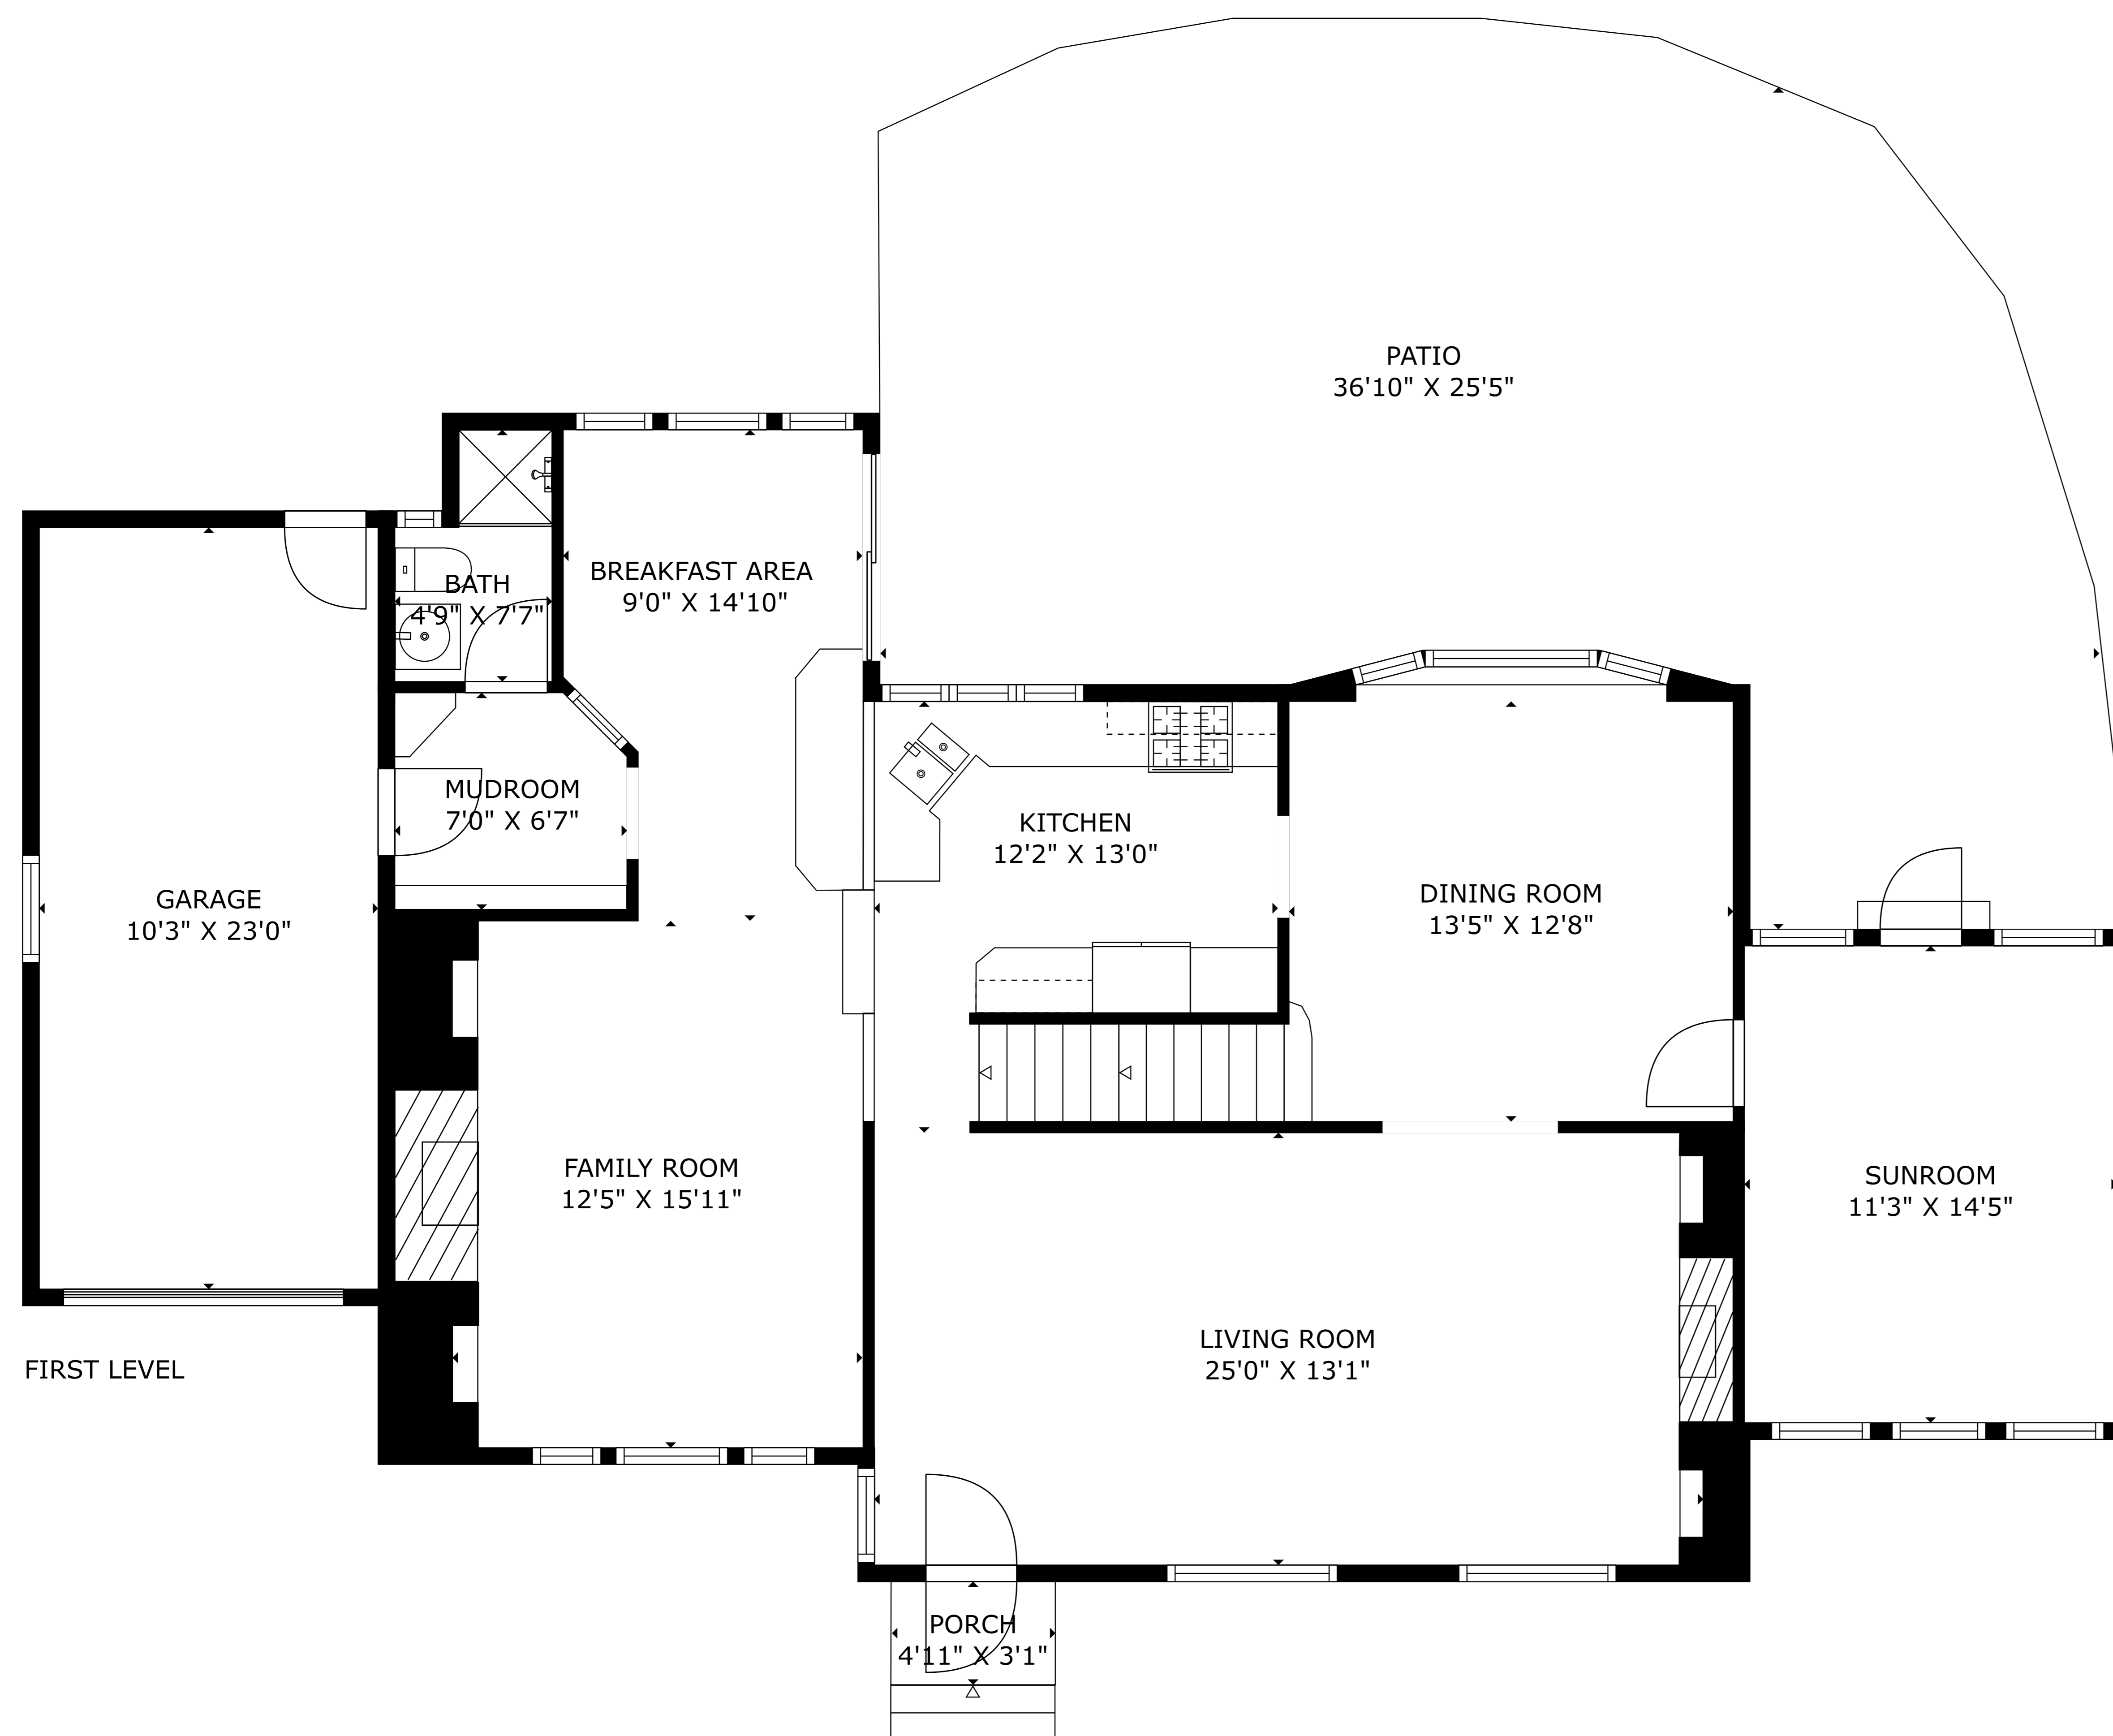 PATIO
36'10" X 25'5"
BREAKFAST AREA
9'0" X 14'10"
BATH
4'9" X 7'7"
MUDROOM
7'0" X 6'7"
KITCHEN
12'2" X 13'0"
GARAGE
10'3" X 23'0"
DINING ROOM
13'5" X 12'8"
FAMILY ROOM
12'5" X 15'11"
SUNROOM
11'3" X 14'5"
LIVING ROOM
25'0" X 13'1"
FIRST LEVEL
PORCH
4'11" X 3'1"